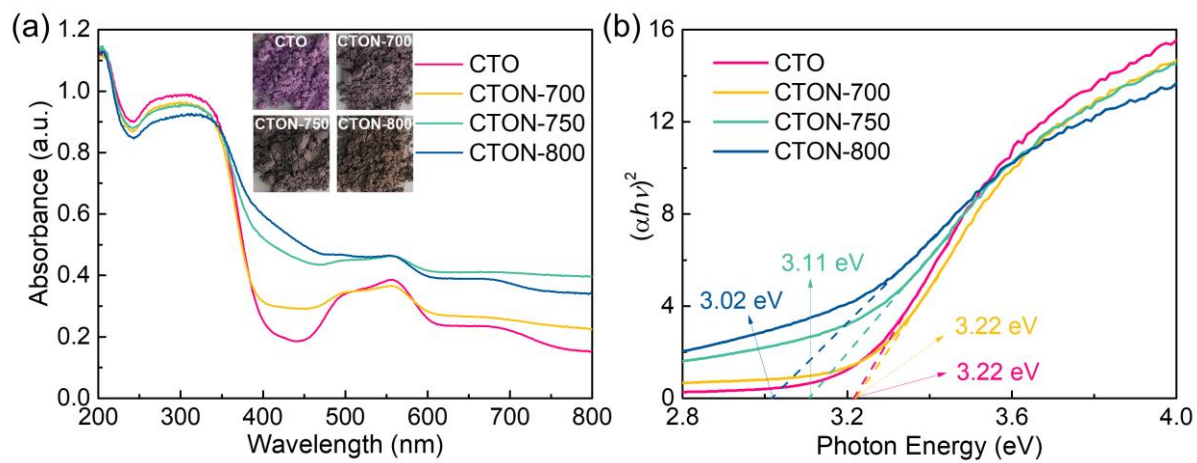 (a)
1.2
1.0
0.8
0.6
0.4
0.2
0.0
Absorbance (a.u.)
200 300 400 500 600 700 800
Wavelength (nm)
CTO
CTON-700
CTON-750
CTON-800
CTO
CTON-700
CTON-750
CTON-800
(b)
16
12
8
4
0
(αhν)²
2.8 3.2 3.6 4.0
Photon Energy (eV)
CTO
CTON-700
CTON-750
CTON-800
3.11 eV
3.02 eV
3.22 eV
3.22 eV